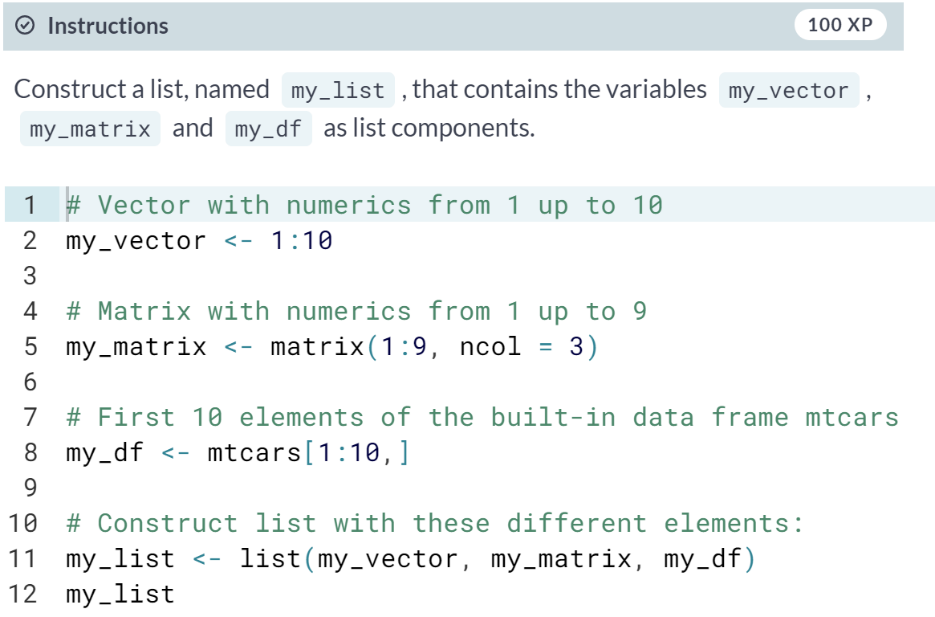 Instructions
100 XP
Construct a list, named my_list , that contains the variables my_vector ,
my_matrix and my_df as list components.
1 # Vector with numerics from 1 up to 10
2 my_vector <- 1:10
3
4 # Matrix with numerics from 1 up to 9
5 my_matrix <- matrix(1:9, ncol = 3)
6
7 # First 10 elements of the built-in data frame mtcars
8 my_df <- mtcars[1:10,]
9
10 # Construct list with these different elements:
11 my_list <- list(my_vector, my_matrix, my_df)
12 my_list